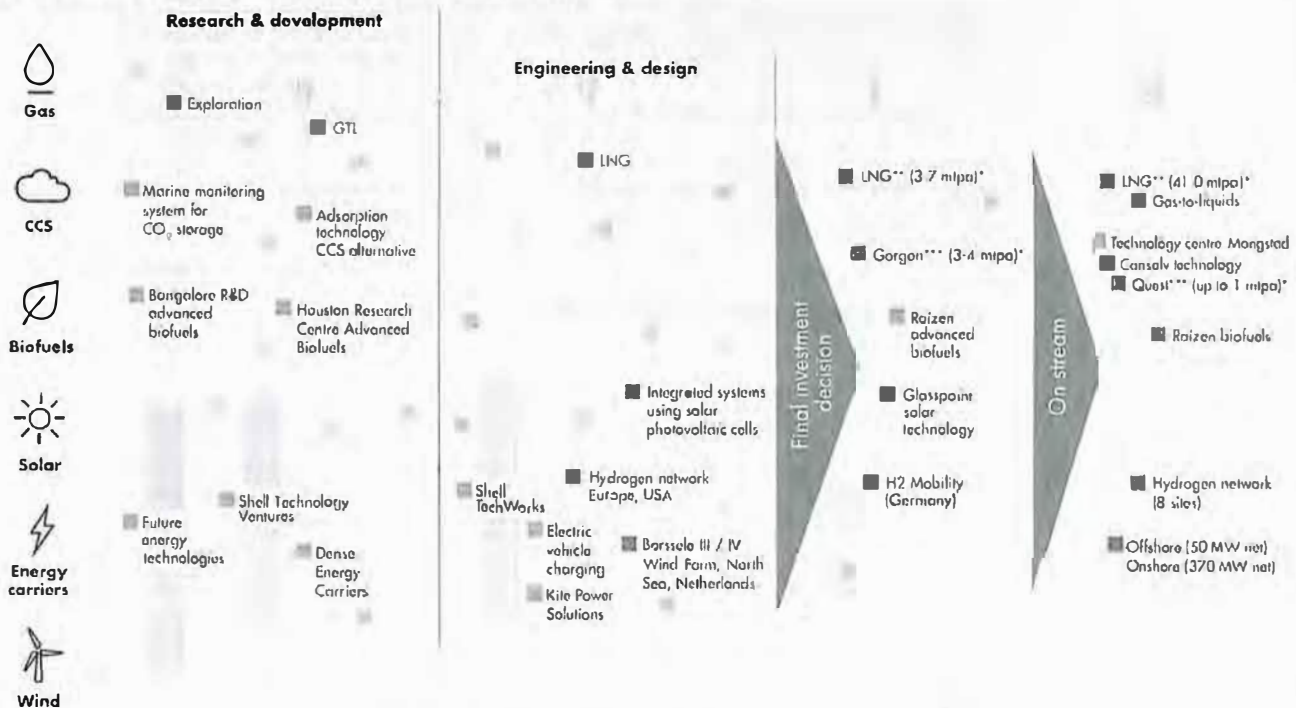 Research & development
Engineering & design
Gas
CCS
Biofuels
Solar
Energy
carriers
Wind
Exploration
GTL
Marine monitoring
system for
CO₂ storage
Adsorption
technology
CCS alternative
Bangalore R&D
advanced
biofuels
Houston Research
Centre Advanced
Biofuels
Future
energy
technologies
Shell Technology
Ventures
Dense
Energy
Carriers
LNG
Integrated systems
using solar
photovoltaic cells
Hydrogen network
Europe, USA
Shell
TechWorks
Electric
vehicle
charging
Kite Power
Solutions
Borssele III / IV
Wind Farm, North
Sea, Netherlands
Final investment
decision
LNG** (3-7 mtpa)*
Gorgon*** (3-4 mtpa)*
Raizen
advanced
biofuels
Glasspoint
solar
technology
H2 Mobility
(Germany)
On stream
LNG** (41.0 mtpa)*
Gas-to-liquids
Technology centre Mongstad
Cansolv technology
Quest*** (up to 1 mtpa)*
Raizen biofuels
Hydrogen network
(8 sites)
Offshore (50 MW net)
Onshore (370 MW net)